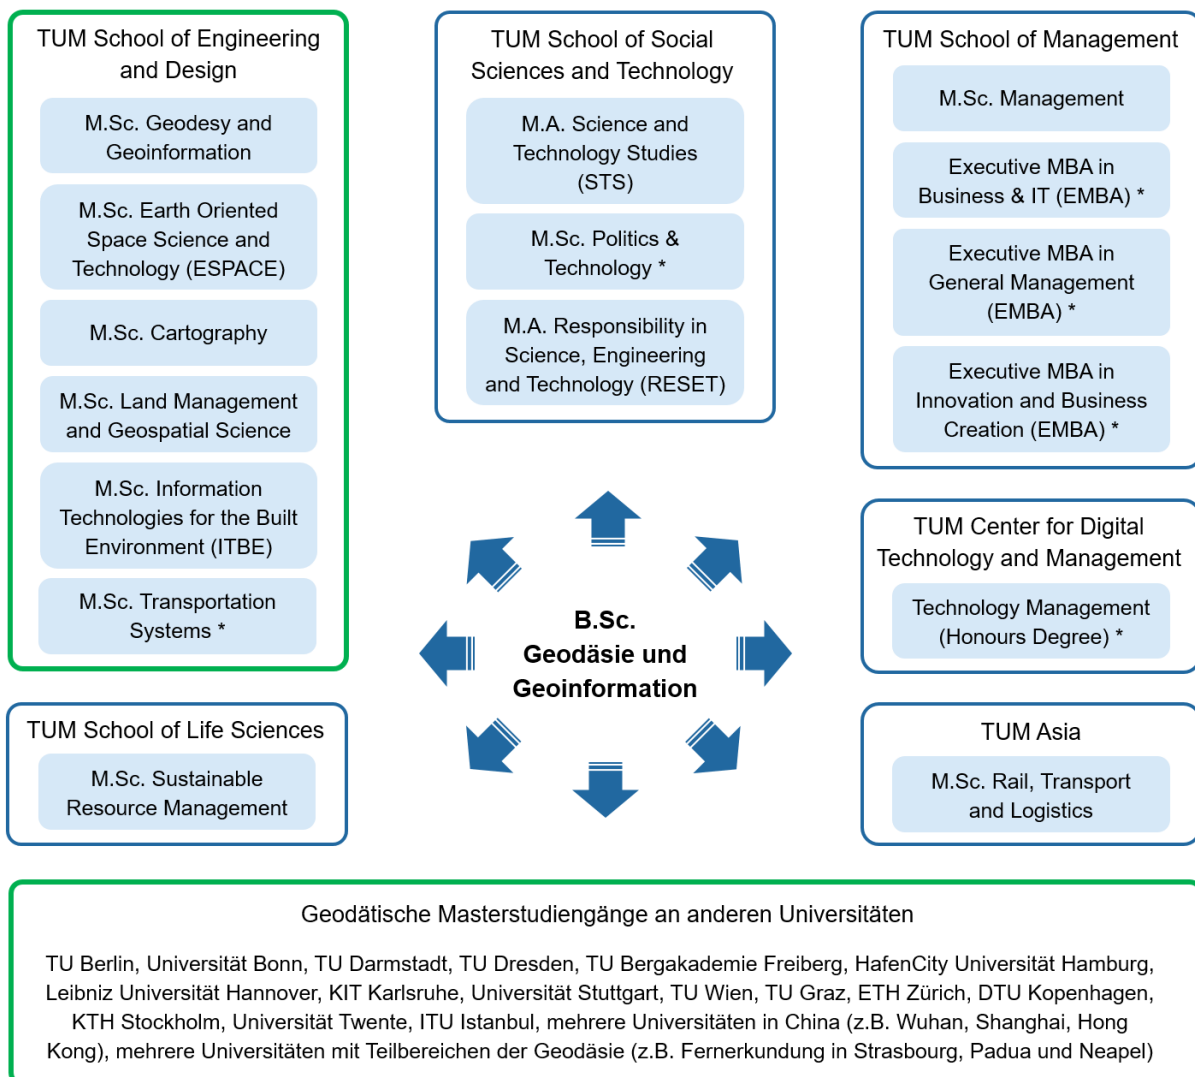 TUM School of Engineering
and Design
M.Sc. Geodesy and
Geoinformation
M.Sc. Earth Oriented
Space Science and
Technology (ESPACE)
M.Sc. Cartography
M.Sc. Land Management
and Geospatial Science
M.Sc. Information
Technologies for the Built
Environment (ITBE)
M.Sc. Transportation
Systems *
TUM School of Social
Sciences and Technology
M.A. Science and
Technology Studies
(STS)
M.Sc. Politics &
Technology *
M.A. Responsibility in
Science, Engineering
and Technology (RESET)
TUM School of Management
M.Sc. Management
Executive MBA in
Business & IT (EMBA) *
Executive MBA in
General Management
(EMBA) *
Executive MBA in
Innovation and Business
Creation (EMBA) *
TUM Center for Digital
Technology and Management
Technology Management
(Honours Degree) *
B.Sc.
Geodäsie und
Geoinformation
TUM School of Life Sciences
M.Sc. Sustainable
Resource Management
TUM Asia
M.Sc. Rail, Transport
and Logistics
Geodätische Masterstudiengänge an anderen Universitäten
TU Berlin, Universität Bonn, TU Darmstadt, TU Dresden, TU Bergakademie Freiberg, HafenCity Universität Hamburg,
Leibniz Universität Hannover, KIT Karlsruhe, Universität Stuttgart, TU Wien, TU Graz, ETH Zürich, DTU Kopenhagen,
KTH Stockholm, Universität Twente, ITU Istanbul, mehrere Universitäten in China (z.B. Wuhan, Shanghai, Hong
Kong), mehrere Universitäten mit Teilbereichen der Geodäsie (z.B. Fernerkundung in Strasbourg, Padua und Neapel)